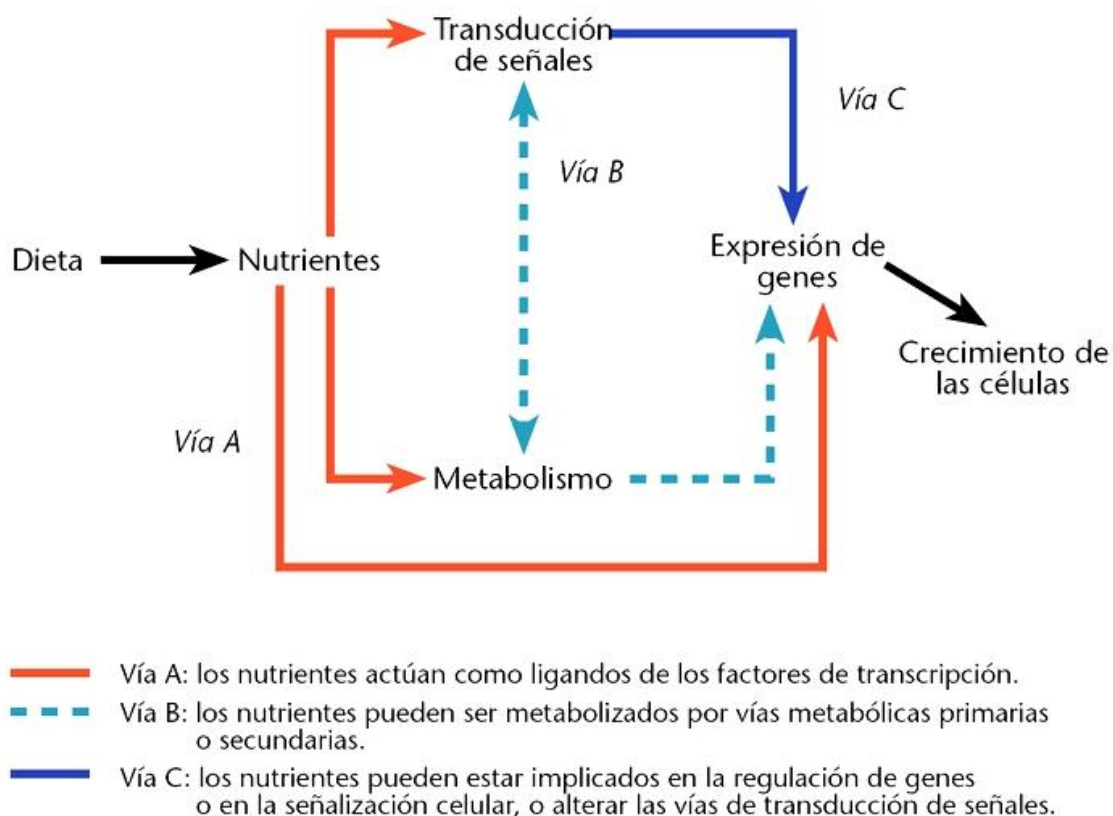 Transducción
de señales
Vía C
Vía B
Dieta
Nutrientes
Expresión de
genes
Crecimiento de
las células
Vía A
Metabolismo
Vía A: los nutrientes actúan como ligandos de los factores de transcripción.
Vía B: los nutrientes pueden ser metabolizados por vías metabólicas primarias
o secundarias.
Vía C: los nutrientes pueden estar implicados en la regulación de genes
o en la señalización celular, o alterar las vías de transducción de señales.